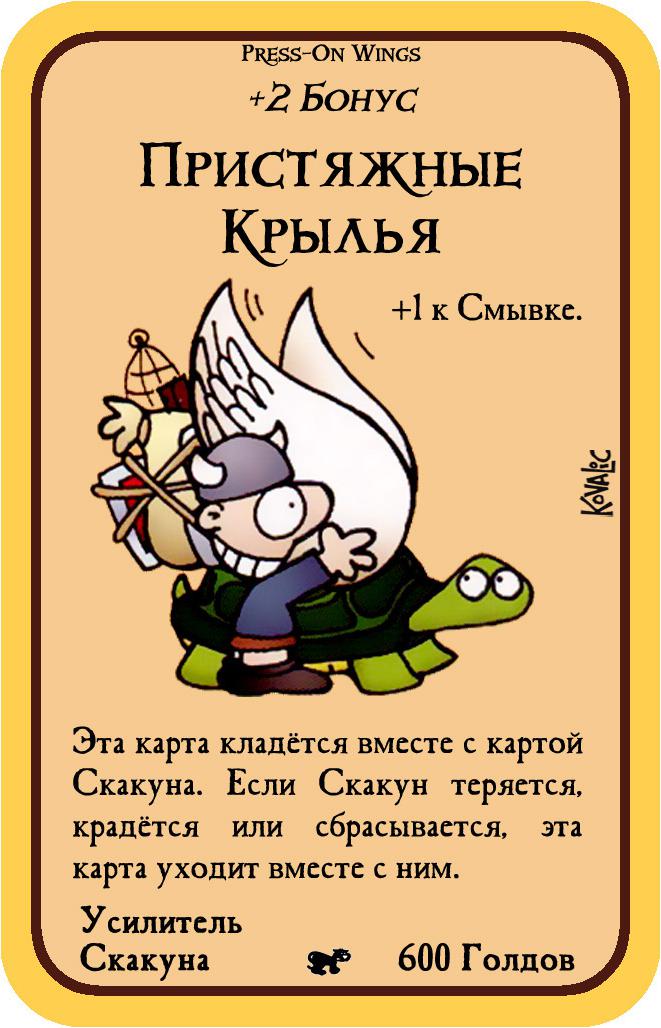 Press-On Wings
+2 Бонус
Пристяжные
Крылья
+1 к Смывке.
Kovalic
Эта карта кладётся вместе с картой
Скакуна. Если Скакун теряется,
крадётся или сбрасывается, эта
карта уходит вместе с ним.
Усилитель
Скакуна
600 Голдов